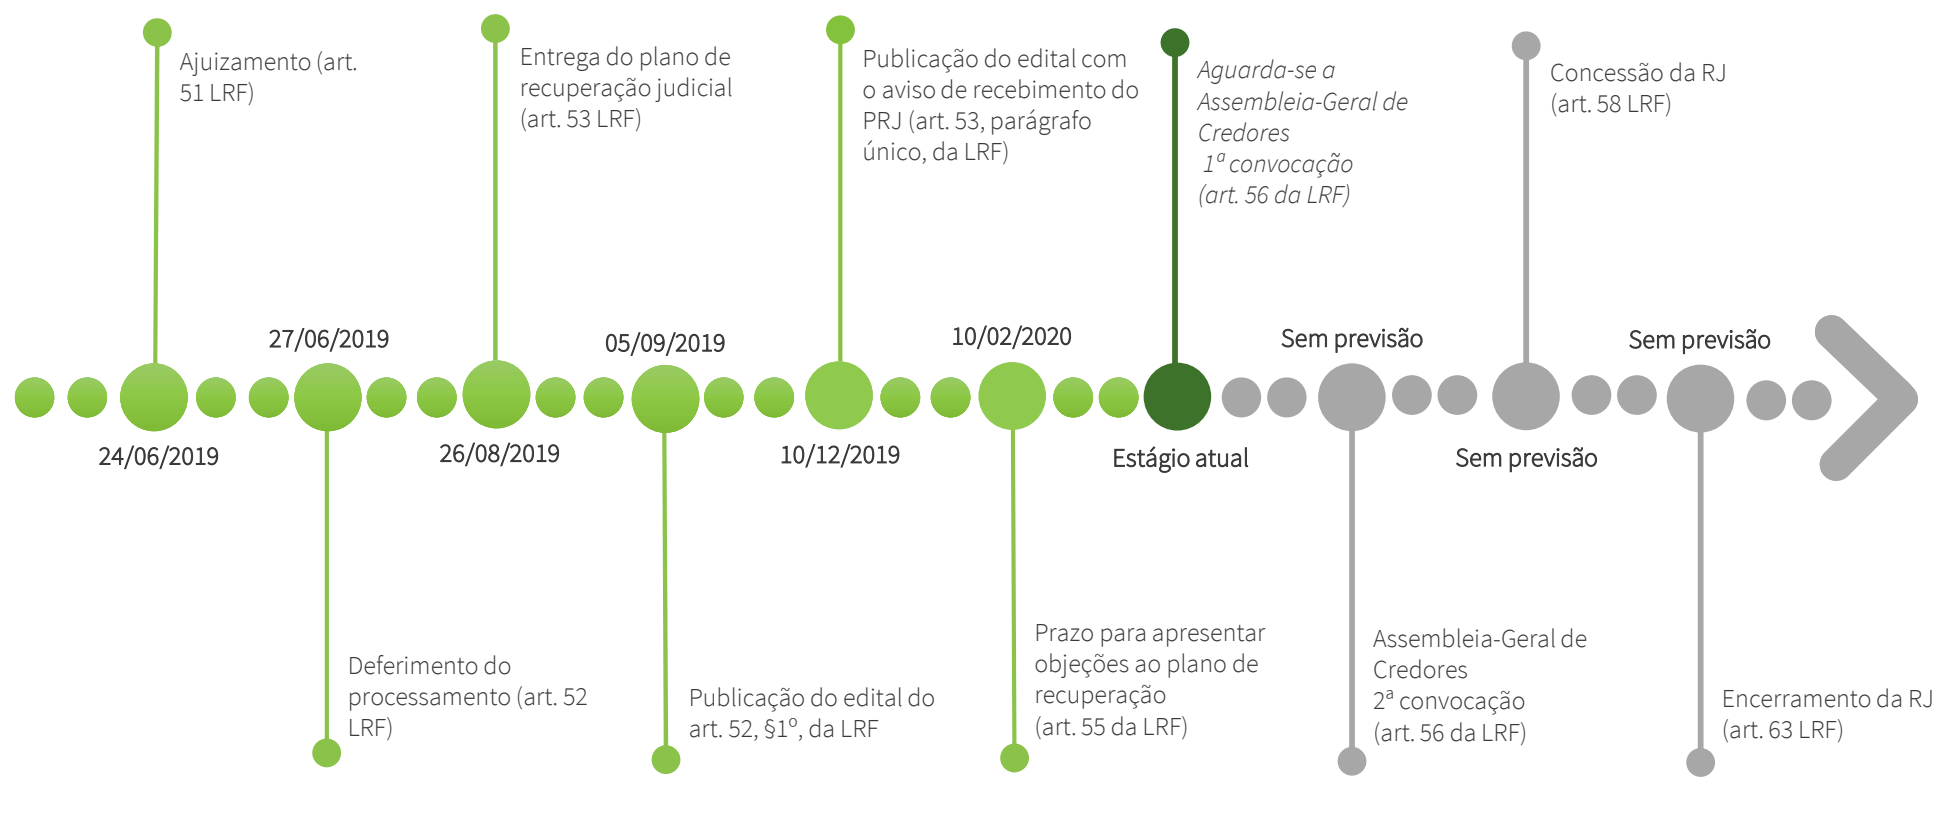 Ajuizamento (art.
51 LRF)
Entrega do plano de
recuperação judicial
(art. 53 LRF)
Publicação do edital com
o aviso de recebimento do
PRJ (art. 53, parágrafo
único, da LRF)
Aguarda-se a
Assembleia-Geral de
Credores
1ª convocação
(art. 56 da LRF)
Concessão da RJ
(art. 58 LRF)
27/06/2019
05/09/2019
10/02/2020
Sem previsão
Sem previsão
24/06/2019
26/08/2019
10/12/2019
Estágio atual
Sem previsão
Deferimento do
processamento (art. 52
LRF)
Publicação do edital do
art. 52, §1º, da LRF
Prazo para apresentar
objeções ao plano de
recuperação
(art. 55 da LRF)
Assembleia-Geral de
Credores
2ª convocação
(art. 56 da LRF)
Encerramento da RJ
(art. 63 LRF)